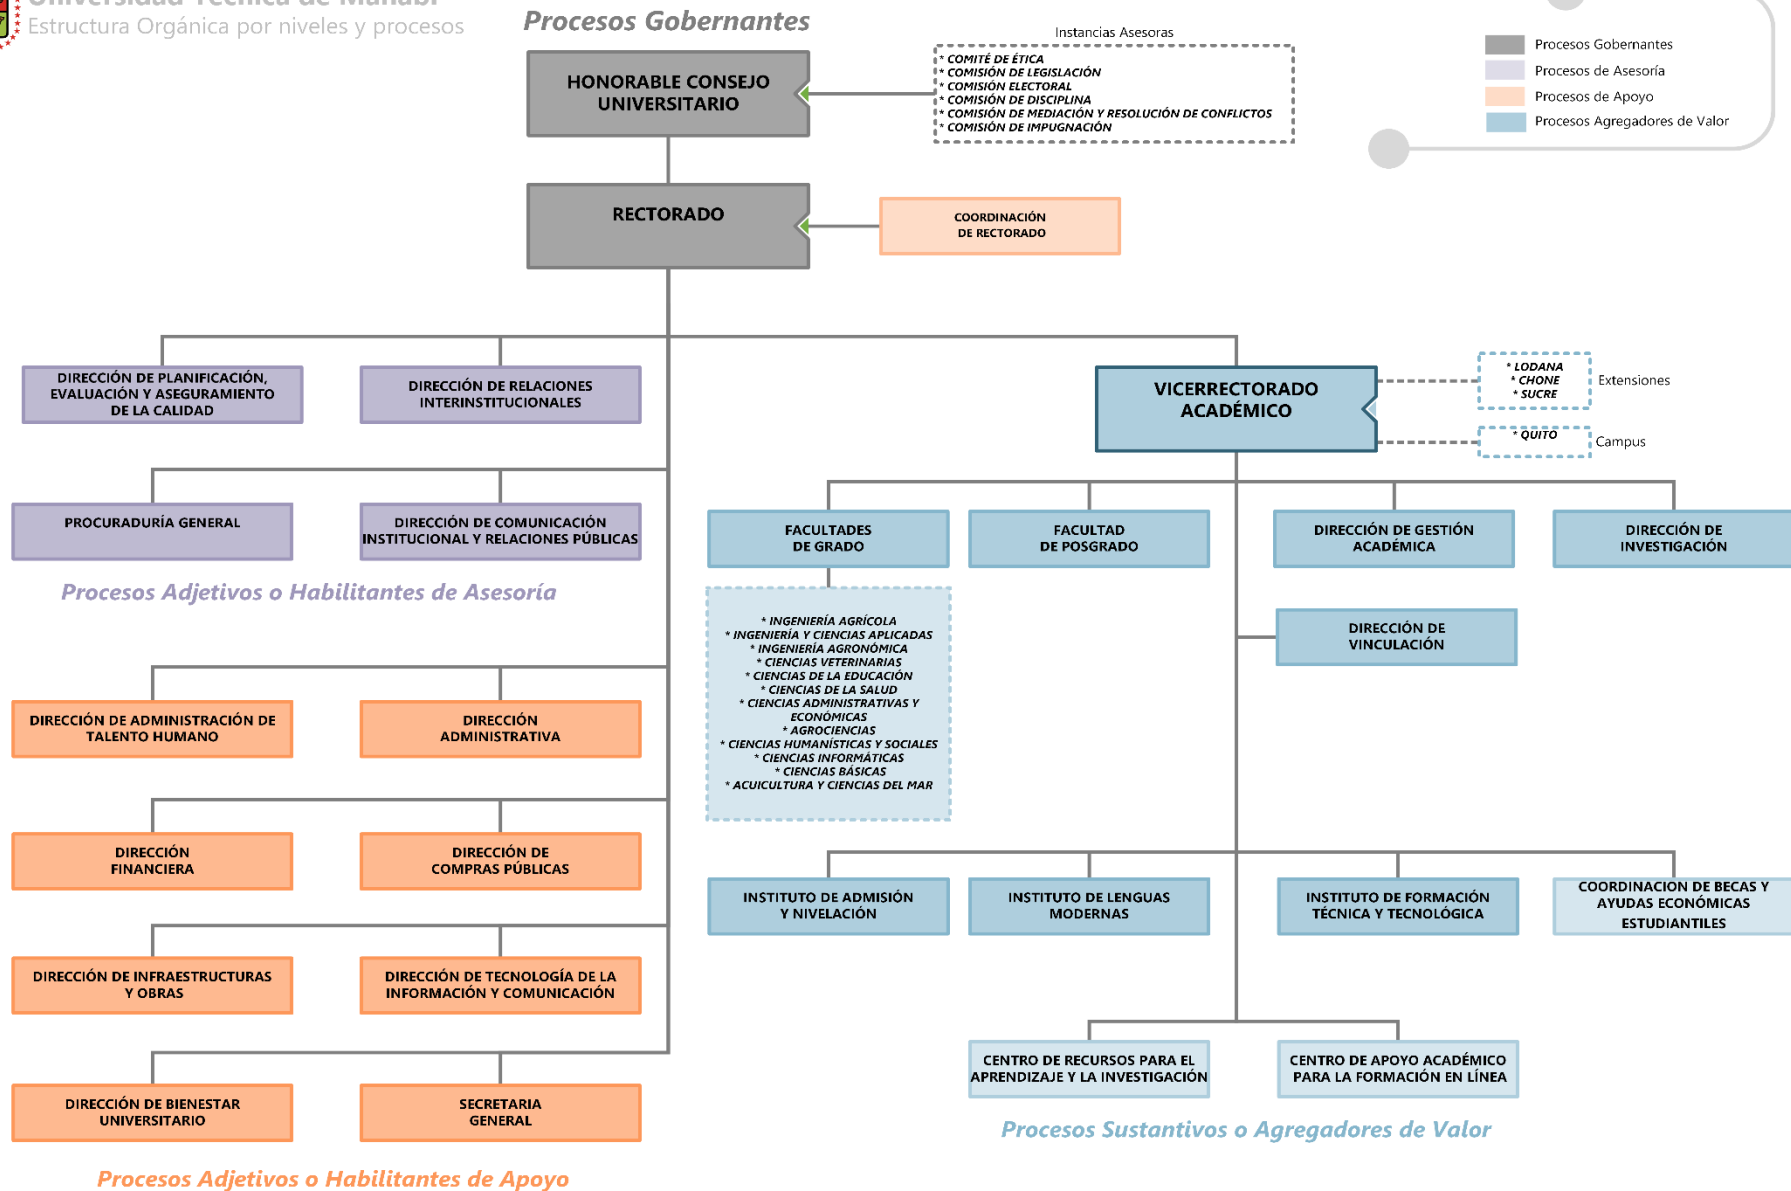 Universidad Técnica de Manabí
Estructura Orgánica por niveles y procesos
Procesos Gobernantes
Instancias Asesoras
* COMITÉ DE ÉTICA
* COMISIÓN DE LEGISLACIÓN
* COMISIÓN ELECTORAL
* COMISIÓN DE DISCIPLINA
* COMISIÓN DE MEDIACIÓN Y RESOLUCIÓN DE CONFLICTOS
* COMISIÓN DE IMPUGNACIÓN
Procesos Gobernantes
Procesos de Asesoría
Procesos de Apoyo
Procesos Agregadores de Valor
HONORABLE CONSEJO
UNIVERSITARIO
RECTORADO
COORDINACIÓN
DE RECTORADO
DIRECCIÓN DE PLANIFICACIÓN,
EVALUACIÓN Y ASEGURAMIENTO
DE LA CALIDAD
DIRECCIÓN DE RELACIONES
INTERINSTITUCIONALES
VICERRECTORADO
ACADÉMICO
* LODANA
* CHONE
* SUCRE
Extensiones
* QUITO
Campus
PROCURADURÍA GENERAL
DIRECCIÓN DE COMUNICACIÓN
INSTITUCIONAL Y RELACIONES PÚBLICAS
Procesos Adjetivos o Habilitantes de Asesoría
FACULTADES
DE GRADO
FACULTAD
DE POSGRADO
DIRECCIÓN DE GESTIÓN
ACADÉMICA
DIRECCIÓN DE
INVESTIGACIÓN
* INGENIERÍA AGRÍCOLA
* INGENIERÍA Y CIENCIAS APLICADAS
* INGENIERÍA AGRONÓMICA
* CIENCIAS VETERINARIAS
* CIENCIAS DE LA EDUCACIÓN
* CIENCIAS DE LA SALUD
* CIENCIAS ADMINISTRATIVAS Y
ECONÓMICAS
* AGROCIENCIAS
* CIENCIAS HUMANÍSTICAS Y SOCIALES
* CIENCIAS INFORMÁTICAS
* CIENCIAS BÁSICAS
* ACUICULTURA Y CIENCIAS DEL MAR
DIRECCIÓN DE
VINCULACIÓN
DIRECCIÓN DE ADMINISTRACIÓN DE
TALENTO HUMANO
DIRECCIÓN
ADMINISTRATIVA
DIRECCIÓN
FINANCIERA
DIRECCIÓN DE
COMPRAS PÚBLICAS
DIRECCIÓN DE INFRAESTRUCTURAS
Y OBRAS
DIRECCIÓN DE TECNOLOGÍA DE LA
INFORMACIÓN Y COMUNICACIÓN
DIRECCIÓN DE BIENESTAR
UNIVERSITARIO
SECRETARIA
GENERAL
Procesos Adjetivos o Habilitantes de Apoyo
INSTITUTO DE ADMISIÓN
Y NIVELACIÓN
INSTITUTO DE LENGUAS
MODERNAS
INSTITUTO DE FORMACIÓN
TÉCNICA Y TECNOLÓGICA
COORDINACION DE BECAS Y
AYUDAS ECONÓMICAS
ESTUDIANTILES
CENTRO DE RECURSOS PARA EL
APRENDIZAJE Y LA INVESTIGACIÓN
CENTRO DE APOYO ACADÉMICO
PARA LA FORMACIÓN EN LÍNEA
Procesos Sustantivos o Agregadores de Valor